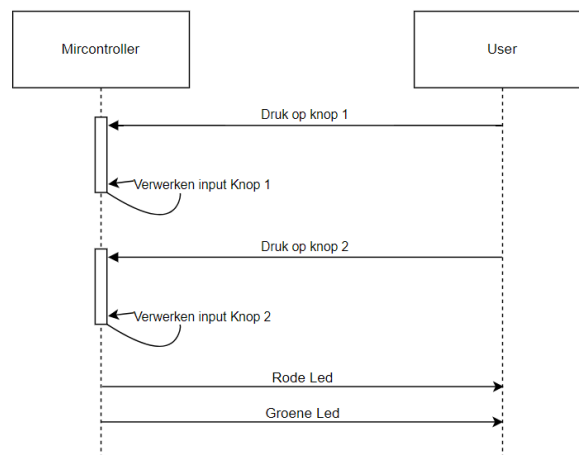 Mircontroller
User
Druk op knop 1
Verwerken input Knop 1
Druk op knop 2
Verwerken input Knop 2
Rode Led
Groene Led